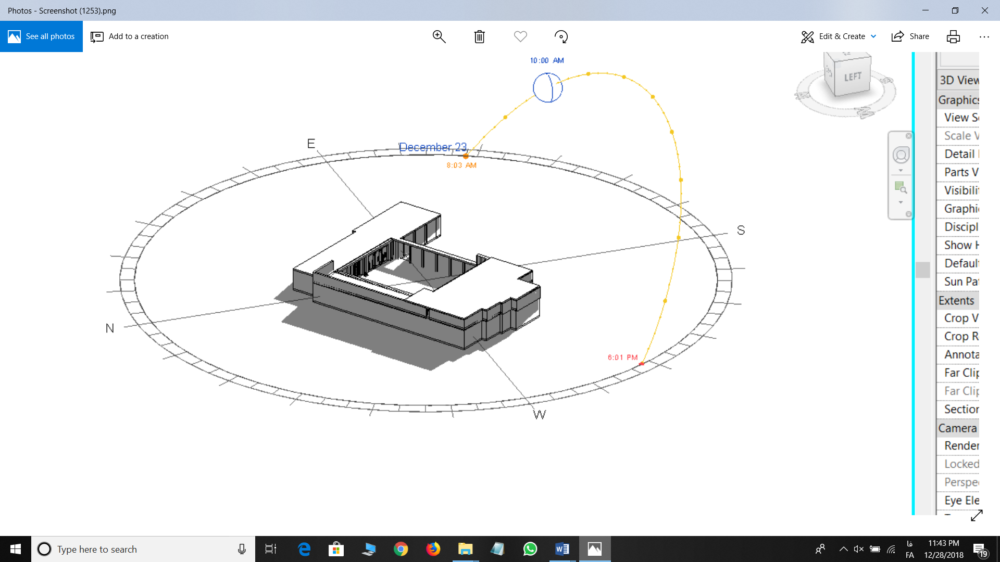 Photos - Screenshot (1253).png
See all photos
Add to a creation
Edit & Create
Share
10:00 AM
LEFT
3D View
Graphics
View S
Scale V
Detail
Parts V
Visibilit
Graphi
Discipl
Show H
Default
Sun Pat
Extents
Crop V
Crop R
Annota
Far Clip
Far Clip
Section
Camera
Render
Locked
Perspe
Eye Ele
E
December 23
8:03 AM
S
N
6:01 PM
W
Type here to search
فا
FA
11:43 PM
12/28/2018
19